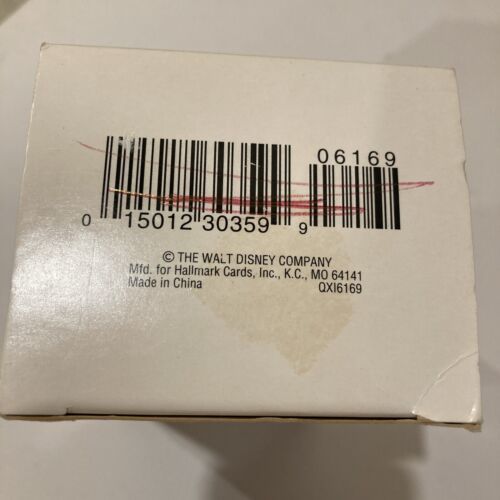 06169
0 15012 30359 9
© THE WALT DISNEY COMPANY
Mfd. for Hallmark Cards, Inc., K.C., MO 64141
Made in China QXI6169